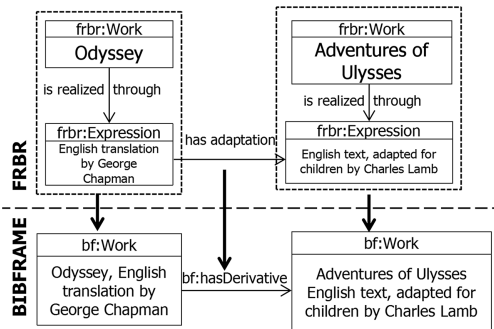 FRBR
frbr:Work
Odyssey
is realized through
frbr:Expression
English translation
by George
Chapman
has adaptation
frbr:Work
Adventures of
Ulysses
is realized through
frbr:Expression
English text, adapted for
children by Charles Lamb
BIBFRAME
bf:Work
Odyssey, English
translation by
George Chapman
bf:hasDerivative
bf:Work
Adventures of Ulysses
English text, adapted for
children by Charles Lamb